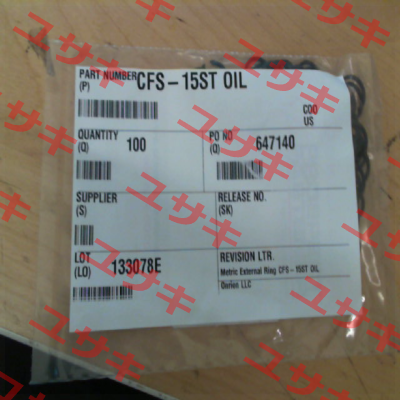 PART NUMBER CFS-15ST OIL
(P)
COO
US
QUANTITY
(Q) 100
PO NO
(Q) 647140
SUPPLIER
(S)
RELEASE NO.
(SK)
LOT
(LO) 133078E
REVISION LTR.
Metric External Ring CFS-15ST OIL
Derien LLC
ユサキ
ユサキ
ユサキ
ユサキ
ユサキ
ユサキ
ユサキ
ユサキ
ユサキ